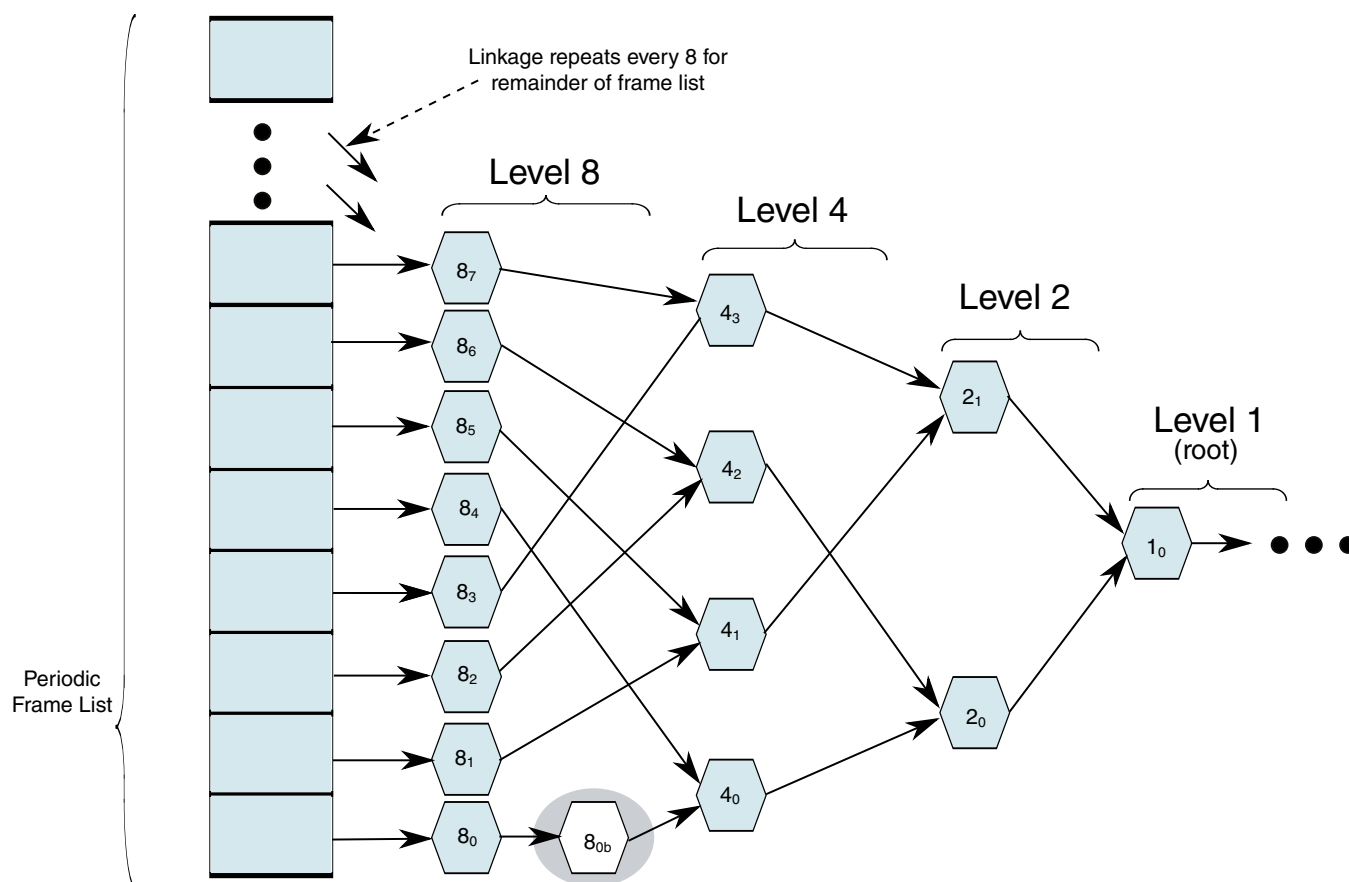 Linkage repeats every 8 for
remainder of frame list
Level 8
Level 4
Level 2
Level 1
(root)
8₇
8₆
8₅
8₄
8₃
8₂
8₁
8₀
8₀b
4₃
4₂
4₁
4₀
2₁
2₀
1₀
Periodic
Frame List